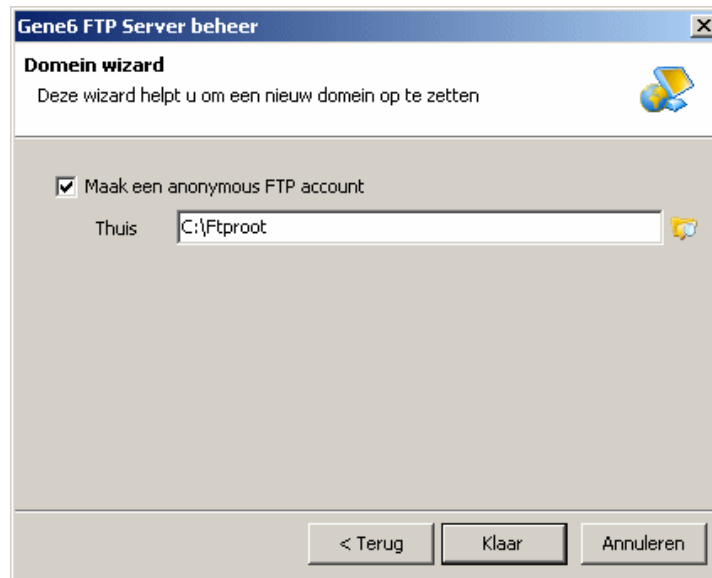 Gene6 FTP Server beheer
Domein wizard
Deze wizard helpt u om een nieuw domein op te zetten
Maak een anonymous FTP account
Thuis C:\Ftproot
< Terug Klaar Annuleren